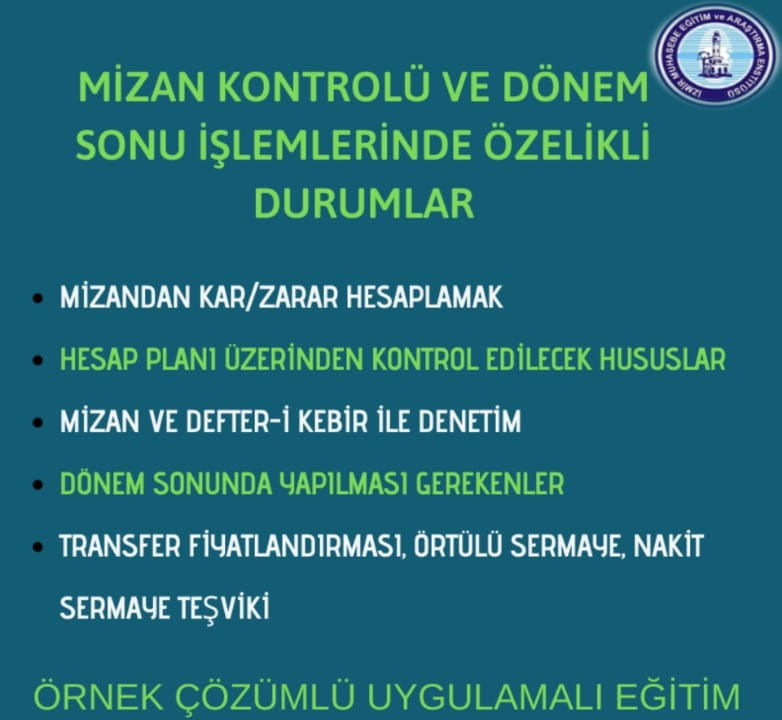 İZMİR MUHASEBE EĞİTİM ve ARAŞTIRMA ENSTİTÜSÜ
MİZAN KONTROLÜ VE DÖNEM
SONU İŞLEMLERİNDE ÖZELİKLİ
DURUMLAR
• MİZANDAN KAR/ZARAR HESAPLAMAK
• HESAP PLANI ÜZERİNDEN KONTROL EDİLECEK HUSUSLAR
• MİZAN VE DEFTER-İ KEBİR İLE DENETİM
• DÖNEM SONUNDA YAPILMASI GEREKENLER
• TRANSFER FİYATLANDIRMASI, ÖRTÜLÜ SERMAYE, NAKİT
SERMAYE TEŞVİKİ
ÖRNEK ÇÖZÜMLÜ UYGULAMALI EĞİTİM